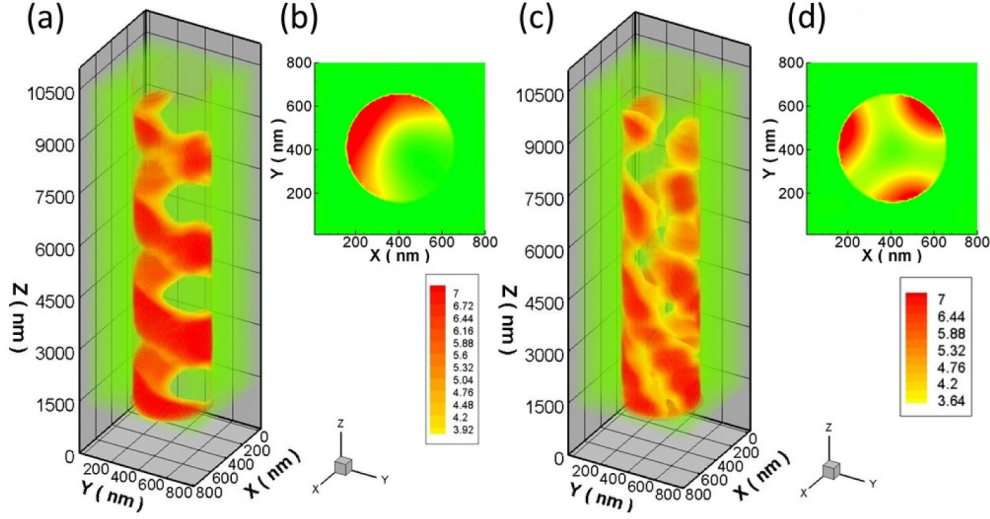 (a)
10500
9000
7500
6000
4500
3000
1500
0
Z ( nm )
200 400 600 800
Y ( nm )
0
200
400
600
800
X ( nm )
(b)
800
600
400
200
Y ( nm )
200 400 600 800
X ( nm )
7
6.72
6.44
6.16
5.88
5.6
5.32
5.04
4.76
4.48
4.2
3.92
Z
X
Y
(c)
10500
9000
7500
6000
4500
3000
1500
0
Z ( nm )
200 400 600 800
Y ( nm )
0
200
400
600
800
X ( nm )
(d)
800
600
400
200
Y ( nm )
200 400 600 800
X ( nm )
7
6.44
5.88
5.32
4.76
4.2
3.64
Z
X
Y